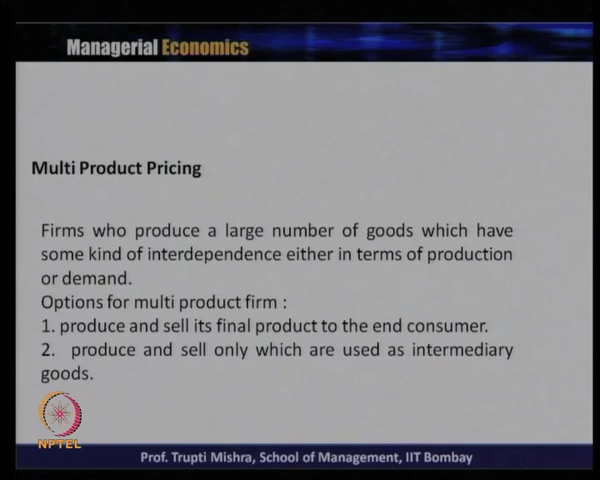 Managerial Economics
Multi Product Pricing
Firms who produce a large number of goods which have
some kind of interdependence either in terms of production
or demand.
Options for multi product firm :
1. produce and sell its final product to the end consumer.
2. produce and sell only which are used as intermediary
goods.
NPTEL
Prof. Trupti Mishra, School of Management, IIT Bombay